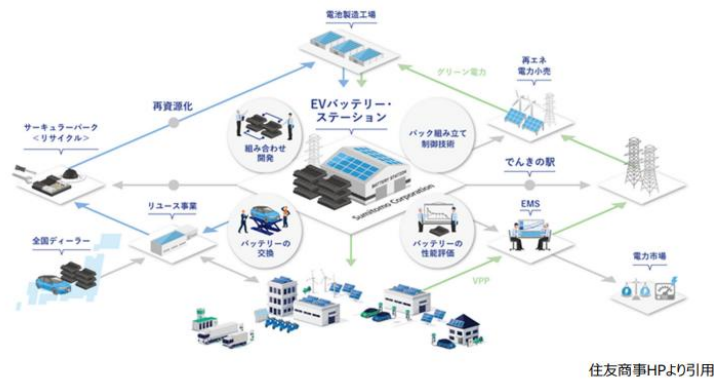 電池製造工場
グリーン電力
再エネ
電力小売
再資源化
EVバッテリー・
ステーション
サーキュラーパーク
<リサイクル>
組み合わせ
開発
パック組み立て
制御技術
でんきの駅
BATTERY STATION
Sumitomo Corporation
リユース事業
EMS
全国ディーラー
バッテリーの
交換
バッテリーの
性能評価
電力市場
VPP
住友商事HPより引用